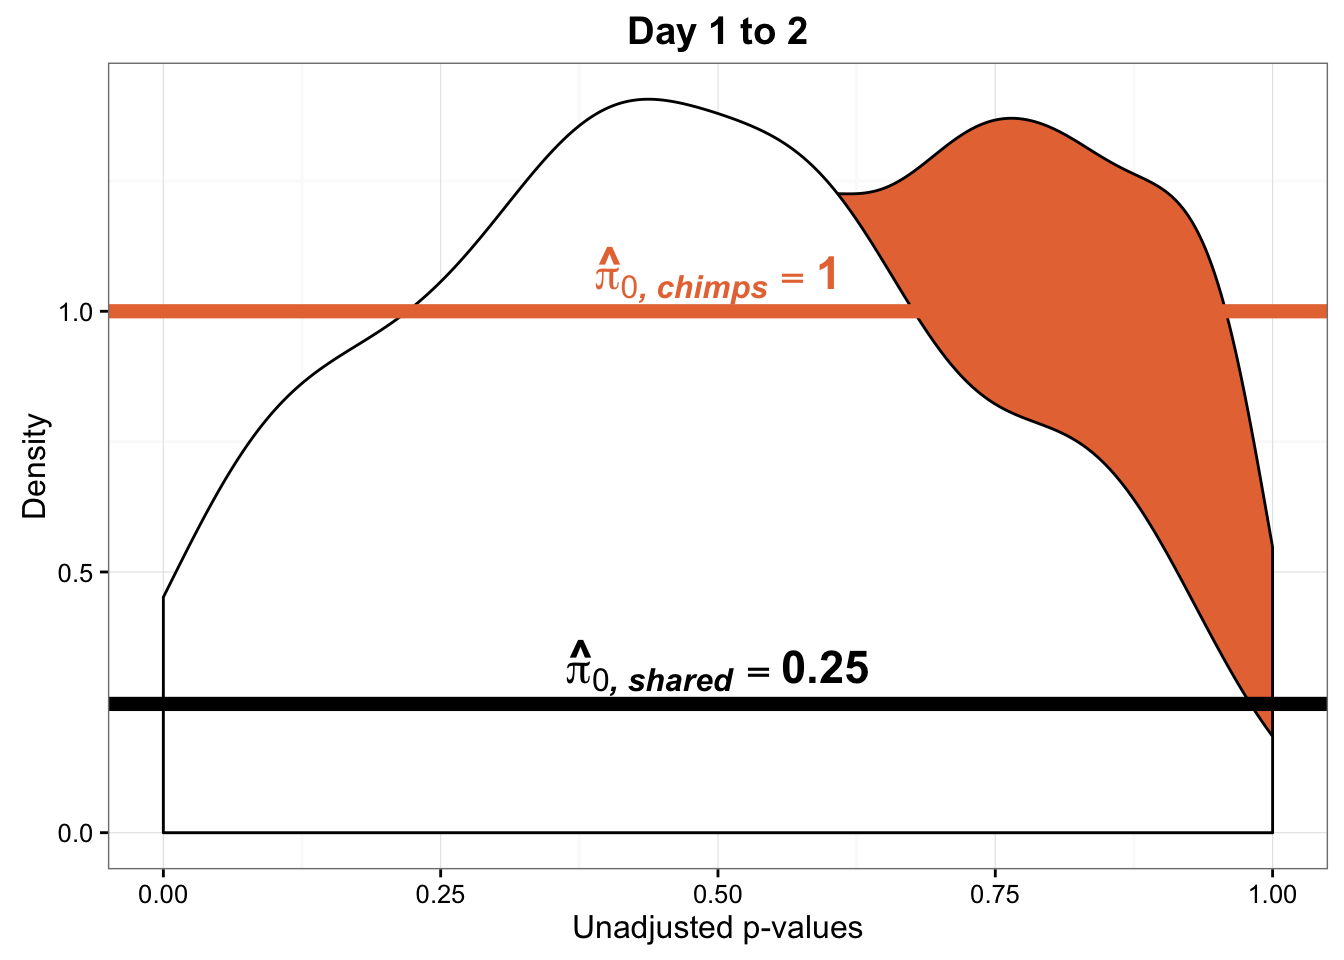 Day 1 to 2
Density
1.0
0.5
0.0
π̂0, chimps = 1
π̂0, shared = 0.25
0.00 0.25 0.50 0.75 1.00
Unadjusted p-values